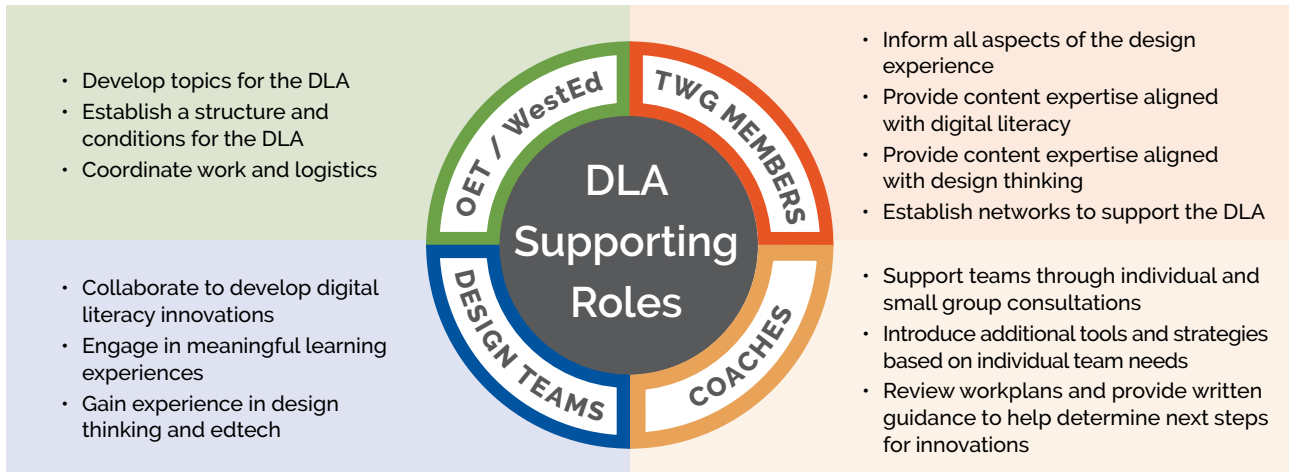 • Develop topics for the DLA
• Establish a structure and
conditions for the DLA
• Coordinate work and logistics
OET / WestEd
TWG MEMBERS
• Inform all aspects of the design
experience
• Provide content expertise aligned
with digital literacy
• Provide content expertise aligned
with design thinking
• Establish networks to support the DLA
DLA
Supporting
Roles
• Collaborate to develop digital
literacy innovations
• Engage in meaningful learning
experiences
• Gain experience in design
thinking and edtech
DESIGN TEAMS
COACHES
• Support teams through individual and
small group consultations
• Introduce additional tools and strategies
based on individual team needs
• Review workplans and provide written
guidance to help determine next steps
for innovations